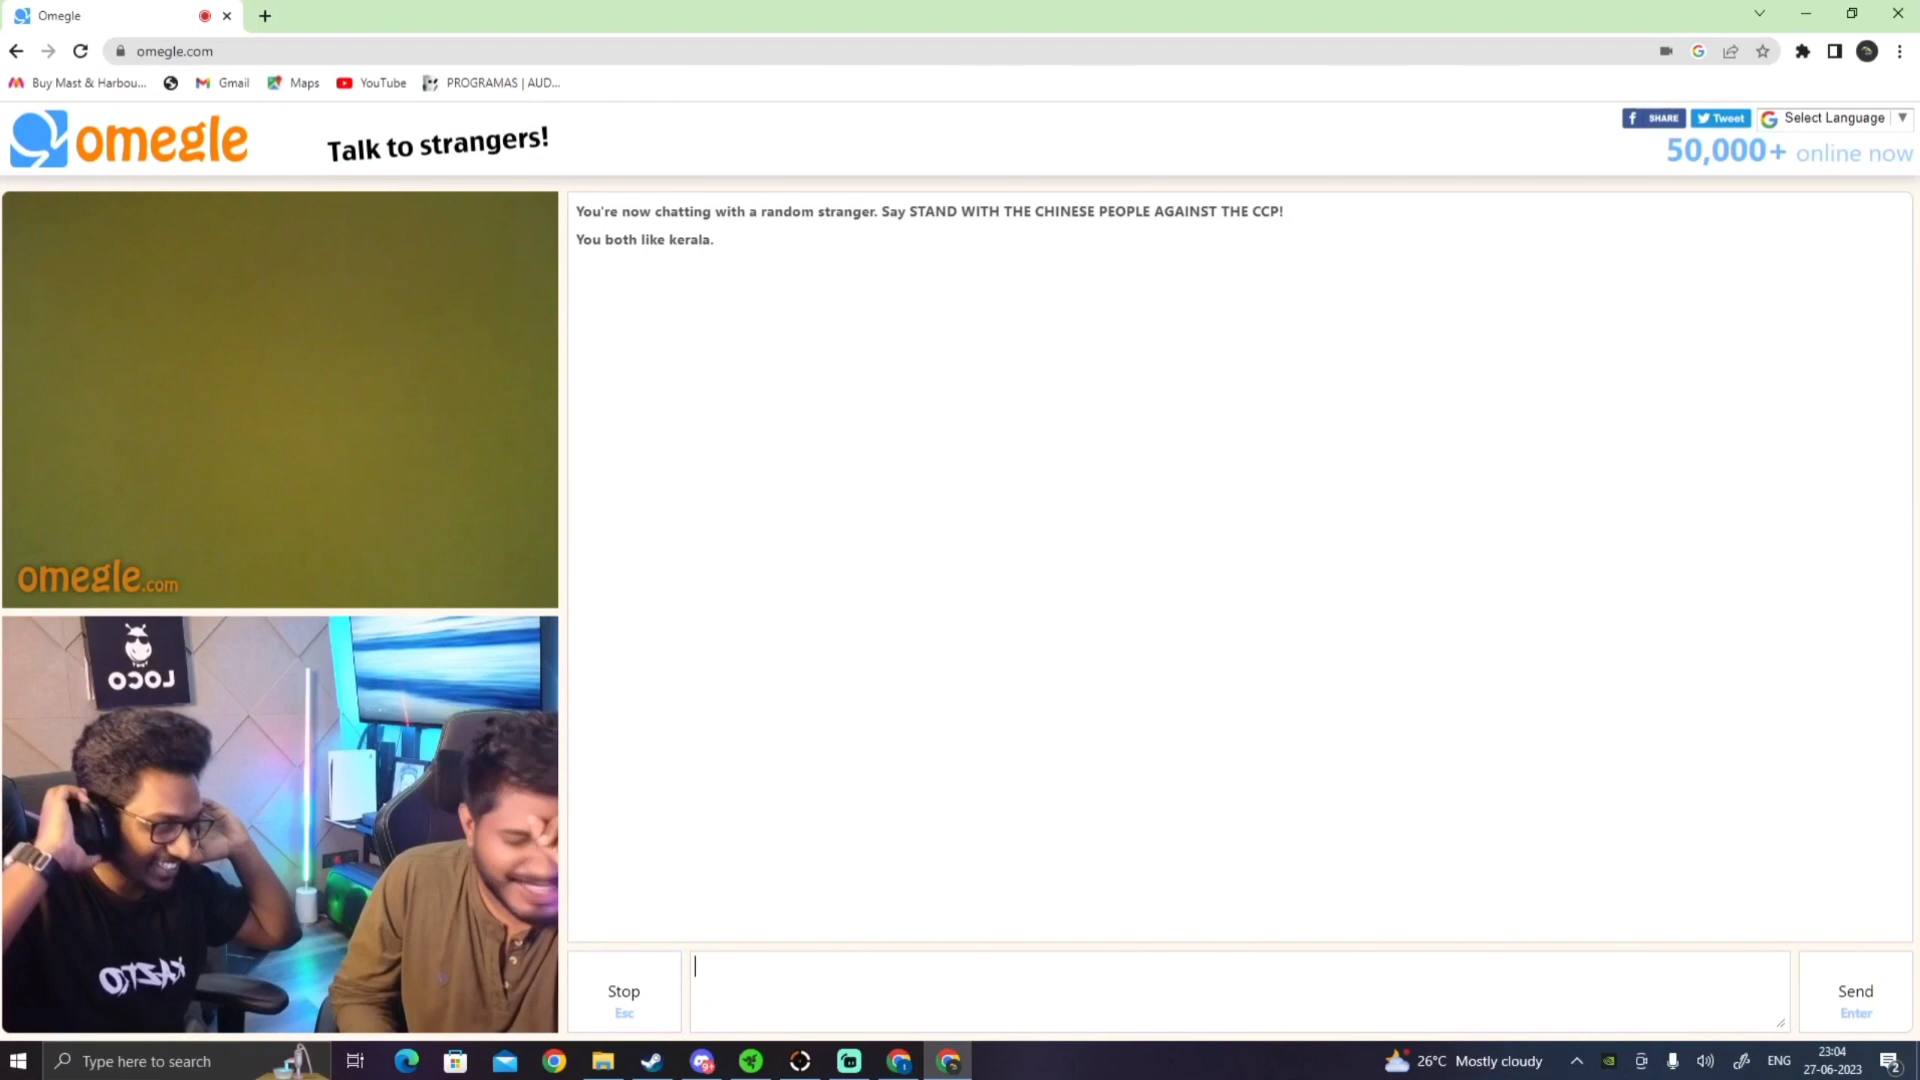 Omegle
omegle.com
Buy Mast & Harbou...
Gmail
Maps
YouTube
PROGRAMAS | AUD...
omegle
Talk to strangers!
SHARE
Tweet
Select Language
50,000+ online now
You're now chatting with a random stranger. Say STAND WITH THE CHINESE PEOPLE AGAINST THE CCP!
You both like kerala.
omegle.com
LOCO
KAZTRO
Stop
Esc
Send
Enter
Type here to search
9+
26°C Mostly cloudy
ENG
23:04
27-06-2023
2